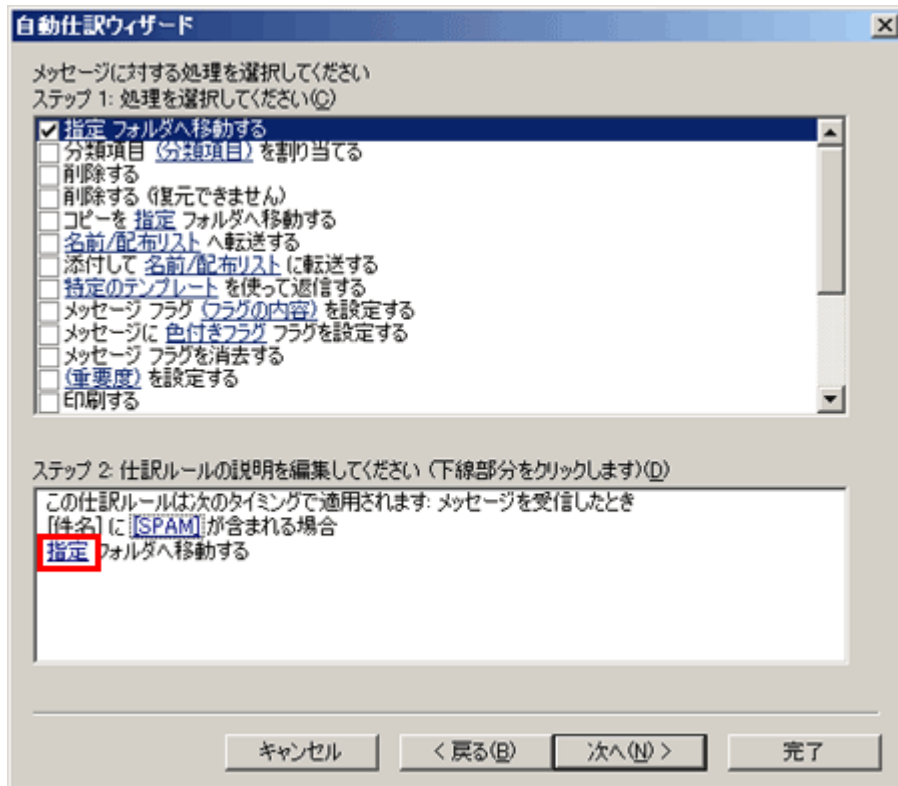 自動仕訳ウィザード
メッセージに対する処理を選択してください
ステップ 1: 処理を選択してください(C)
指定 フォルダへ移動する
分類項目 (分類項目) を割り当てる
削除する
削除する (復元できません)
コピーを 指定 フォルダへ移動する
名前/配布リスト へ転送する
添付して 名前/配布リスト に転送する
特定のテンプレート を使って返信する
メッセージ フラグ (フラグの内容) を設定する
メッセージに 色付きフラグ フラグを設定する
メッセージ フラグを消去する
(重要度) を設定する
印刷する
ステップ 2: 仕訳ルールの説明を編集してください (下線部分をクリックします)(D)
この仕訳ルールは次のタイミングで適用されます: メッセージを受信したとき
[件名] に [SPAM] が含まれる場合
指定 フォルダへ移動する
キャンセル
< 戻る(B)
次へ(N) >
完了